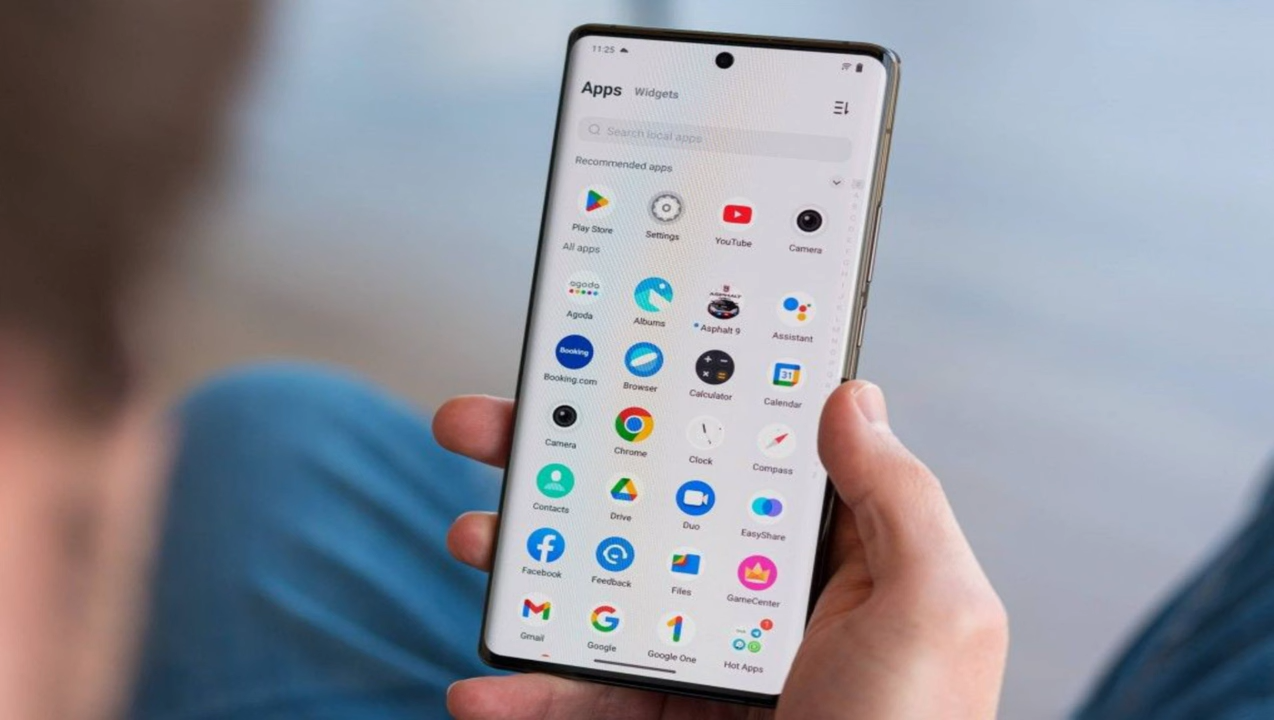 11:25
Apps Widgets
Search local apps
Recommended apps
Play Store Settings YouTube Camera
All apps
agoda
ASPHALT
Agoda Albums Asphalt 9 Assistant
Booking
31
Booking.com Browser Calculator Calendar
Camera Chrome Clock Compass
Contacts Drive Duo EasyShare
Facebook Feedback Files GameCenter
1
Gmail Google Google One Hot Apps